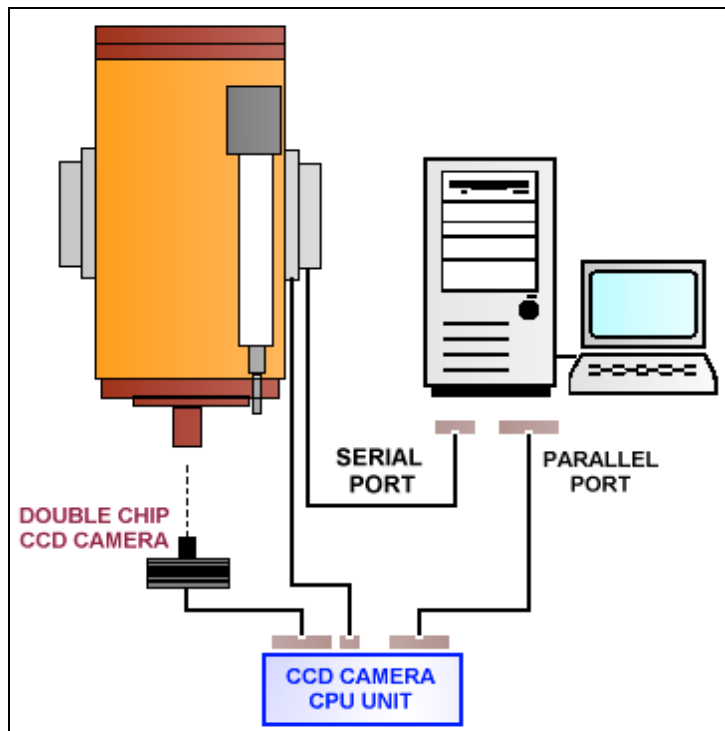 SERIAL
PORT
PARALLEL
PORT
DOUBLE CHIP
CCD CAMERA
CCD CAMERA
CPU UNIT